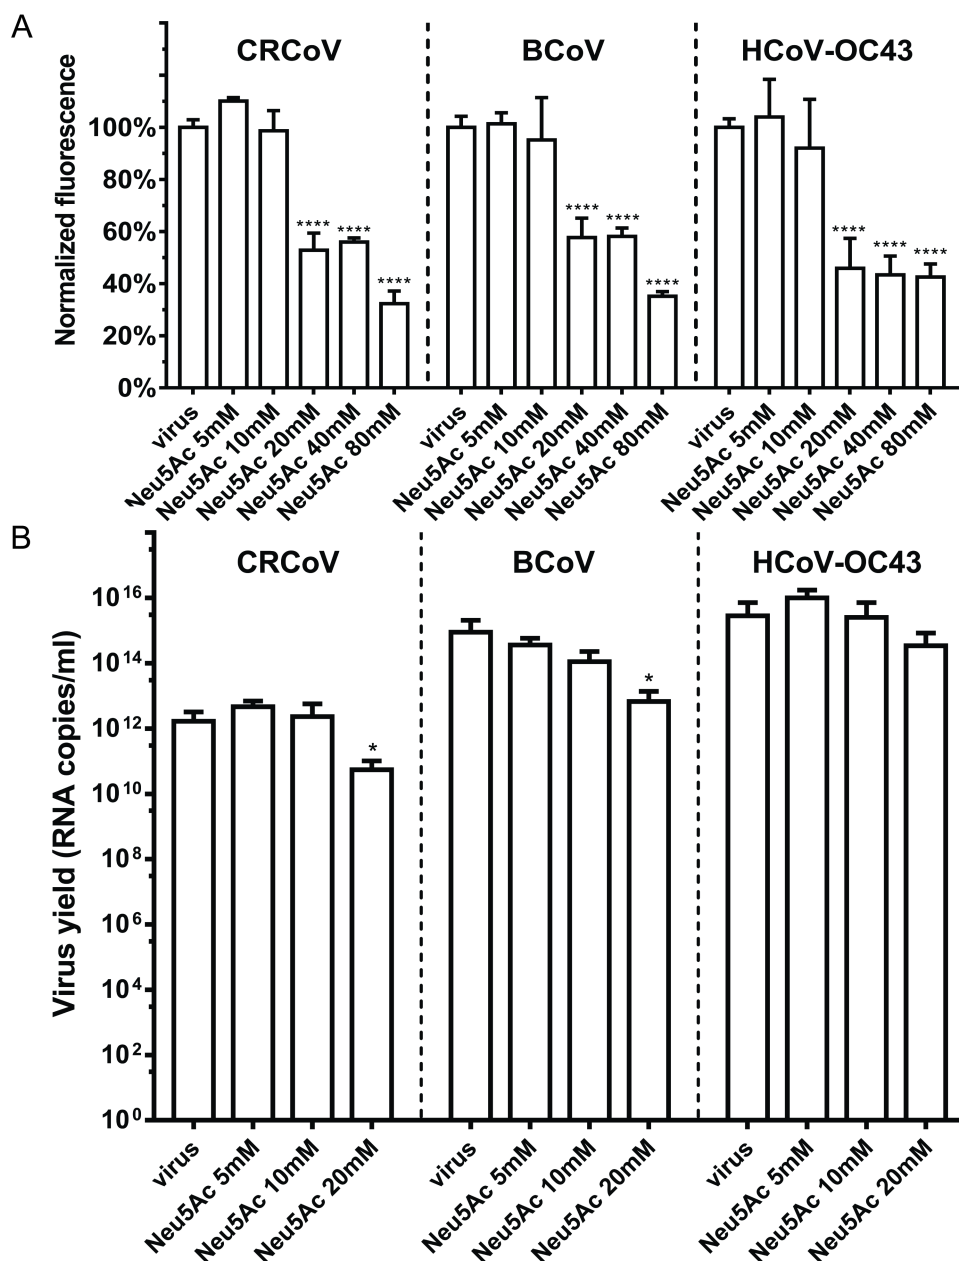 A
CRCoV BCoV HCoV-OC43
Normalized fluorescence
100%
80%
60%
40%
20%
0%
**** **** ****
**** **** ****
**** **** ****
virus Neu5Ac 5mM Neu5Ac 10mM Neu5Ac 20mM Neu5Ac 40mM Neu5Ac 80mM
virus Neu5Ac 5mM Neu5Ac 10mM Neu5Ac 20mM Neu5Ac 40mM Neu5Ac 80mM
virus Neu5Ac 5mM Neu5Ac 10mM Neu5Ac 20mM Neu5Ac 40mM Neu5Ac 80mM
B
CRCoV BCoV HCoV-OC43
Virus yield (RNA copies/ml)
10^16
10^14
10^12
10^10
10^8
10^6
10^4
10^2
10^0
* *
virus Neu5Ac 5mM Neu5Ac 10mM Neu5Ac 20mM
virus Neu5Ac 5mM Neu5Ac 10mM Neu5Ac 20mM
virus Neu5Ac 5mM Neu5Ac 10mM Neu5Ac 20mM